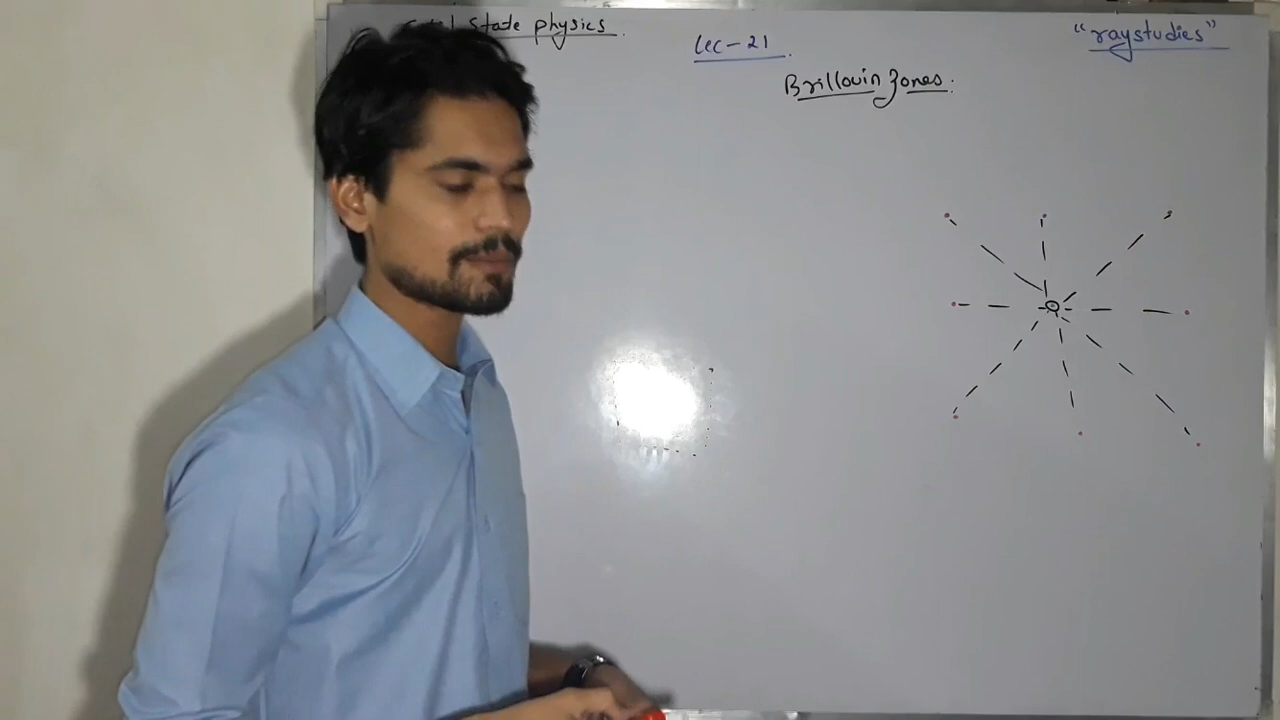 state physics
Lec-21
"raystudies"
Brillouin Zones.